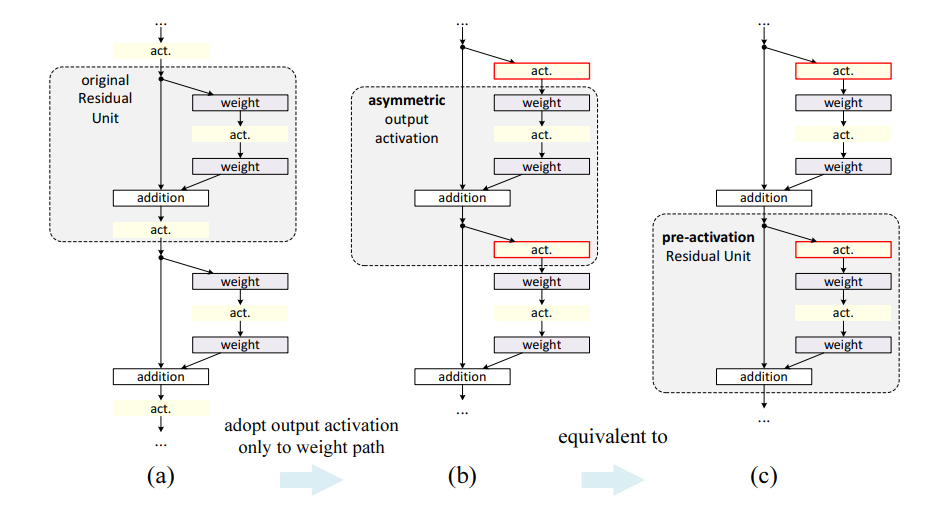 ...
act.
original
Residual
Unit
weight
act.
weight
addition
act.
weight
act.
weight
addition
act.
...
adopt output activation
only to weight path
(a)
...
act.
asymmetric
output
activation
weight
act.
weight
addition
act.
weight
act.
weight
addition
...
equivalent to
(b)
...
act.
weight
act.
weight
addition
pre-activation
Residual Unit
act.
weight
act.
weight
addition
...
(c)